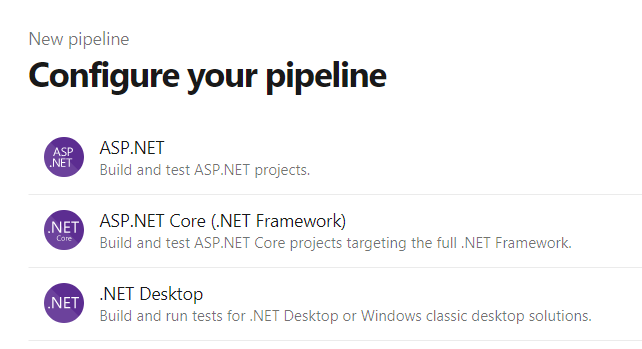 New pipeline
Configure your pipeline
ASP
.NET
ASP.NET
Build and test ASP.NET projects.
.NET
Core
ASP.NET Core (.NET Framework)
Build and test ASP.NET Core projects targeting the full .NET Framework.
.NET
.NET Desktop
Build and run tests for .NET Desktop or Windows classic desktop solutions.